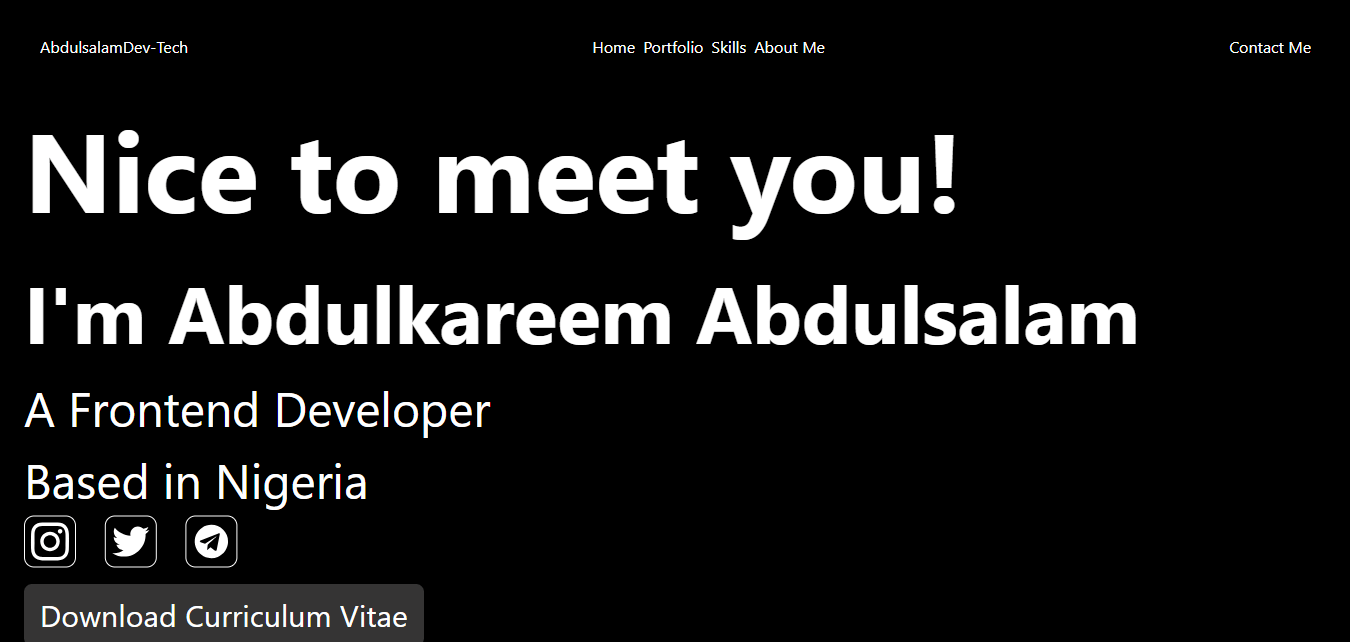 AbdulsalamDev-Tech
Home Portfolio Skills About Me
Contact Me
Nice to meet you!
I'm Abdulkareem Abdulsalam
A Frontend Developer
Based in Nigeria
Download Curriculum Vitae